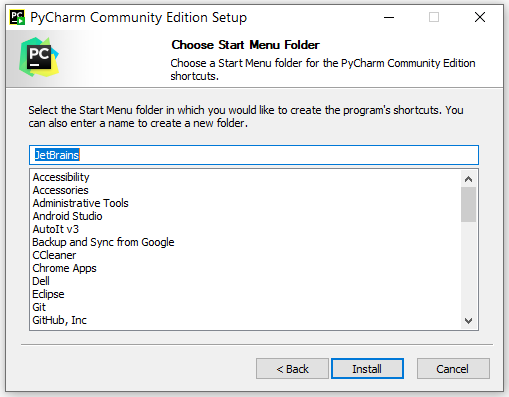 PyCharm Community Edition Setup
PC
Choose Start Menu Folder
Choose a Start Menu folder for the PyCharm Community Edition
shortcuts.
Select the Start Menu folder in which you would like to create the program's shortcuts. You
can also enter a name to create a new folder.
JetBrains
Accessibility
Accessories
Administrative Tools
Android Studio
AutoIt v3
Backup and Sync from Google
CCleaner
Chrome Apps
Dell
Eclipse
Git
GitHub, Inc
< Back Install Cancel